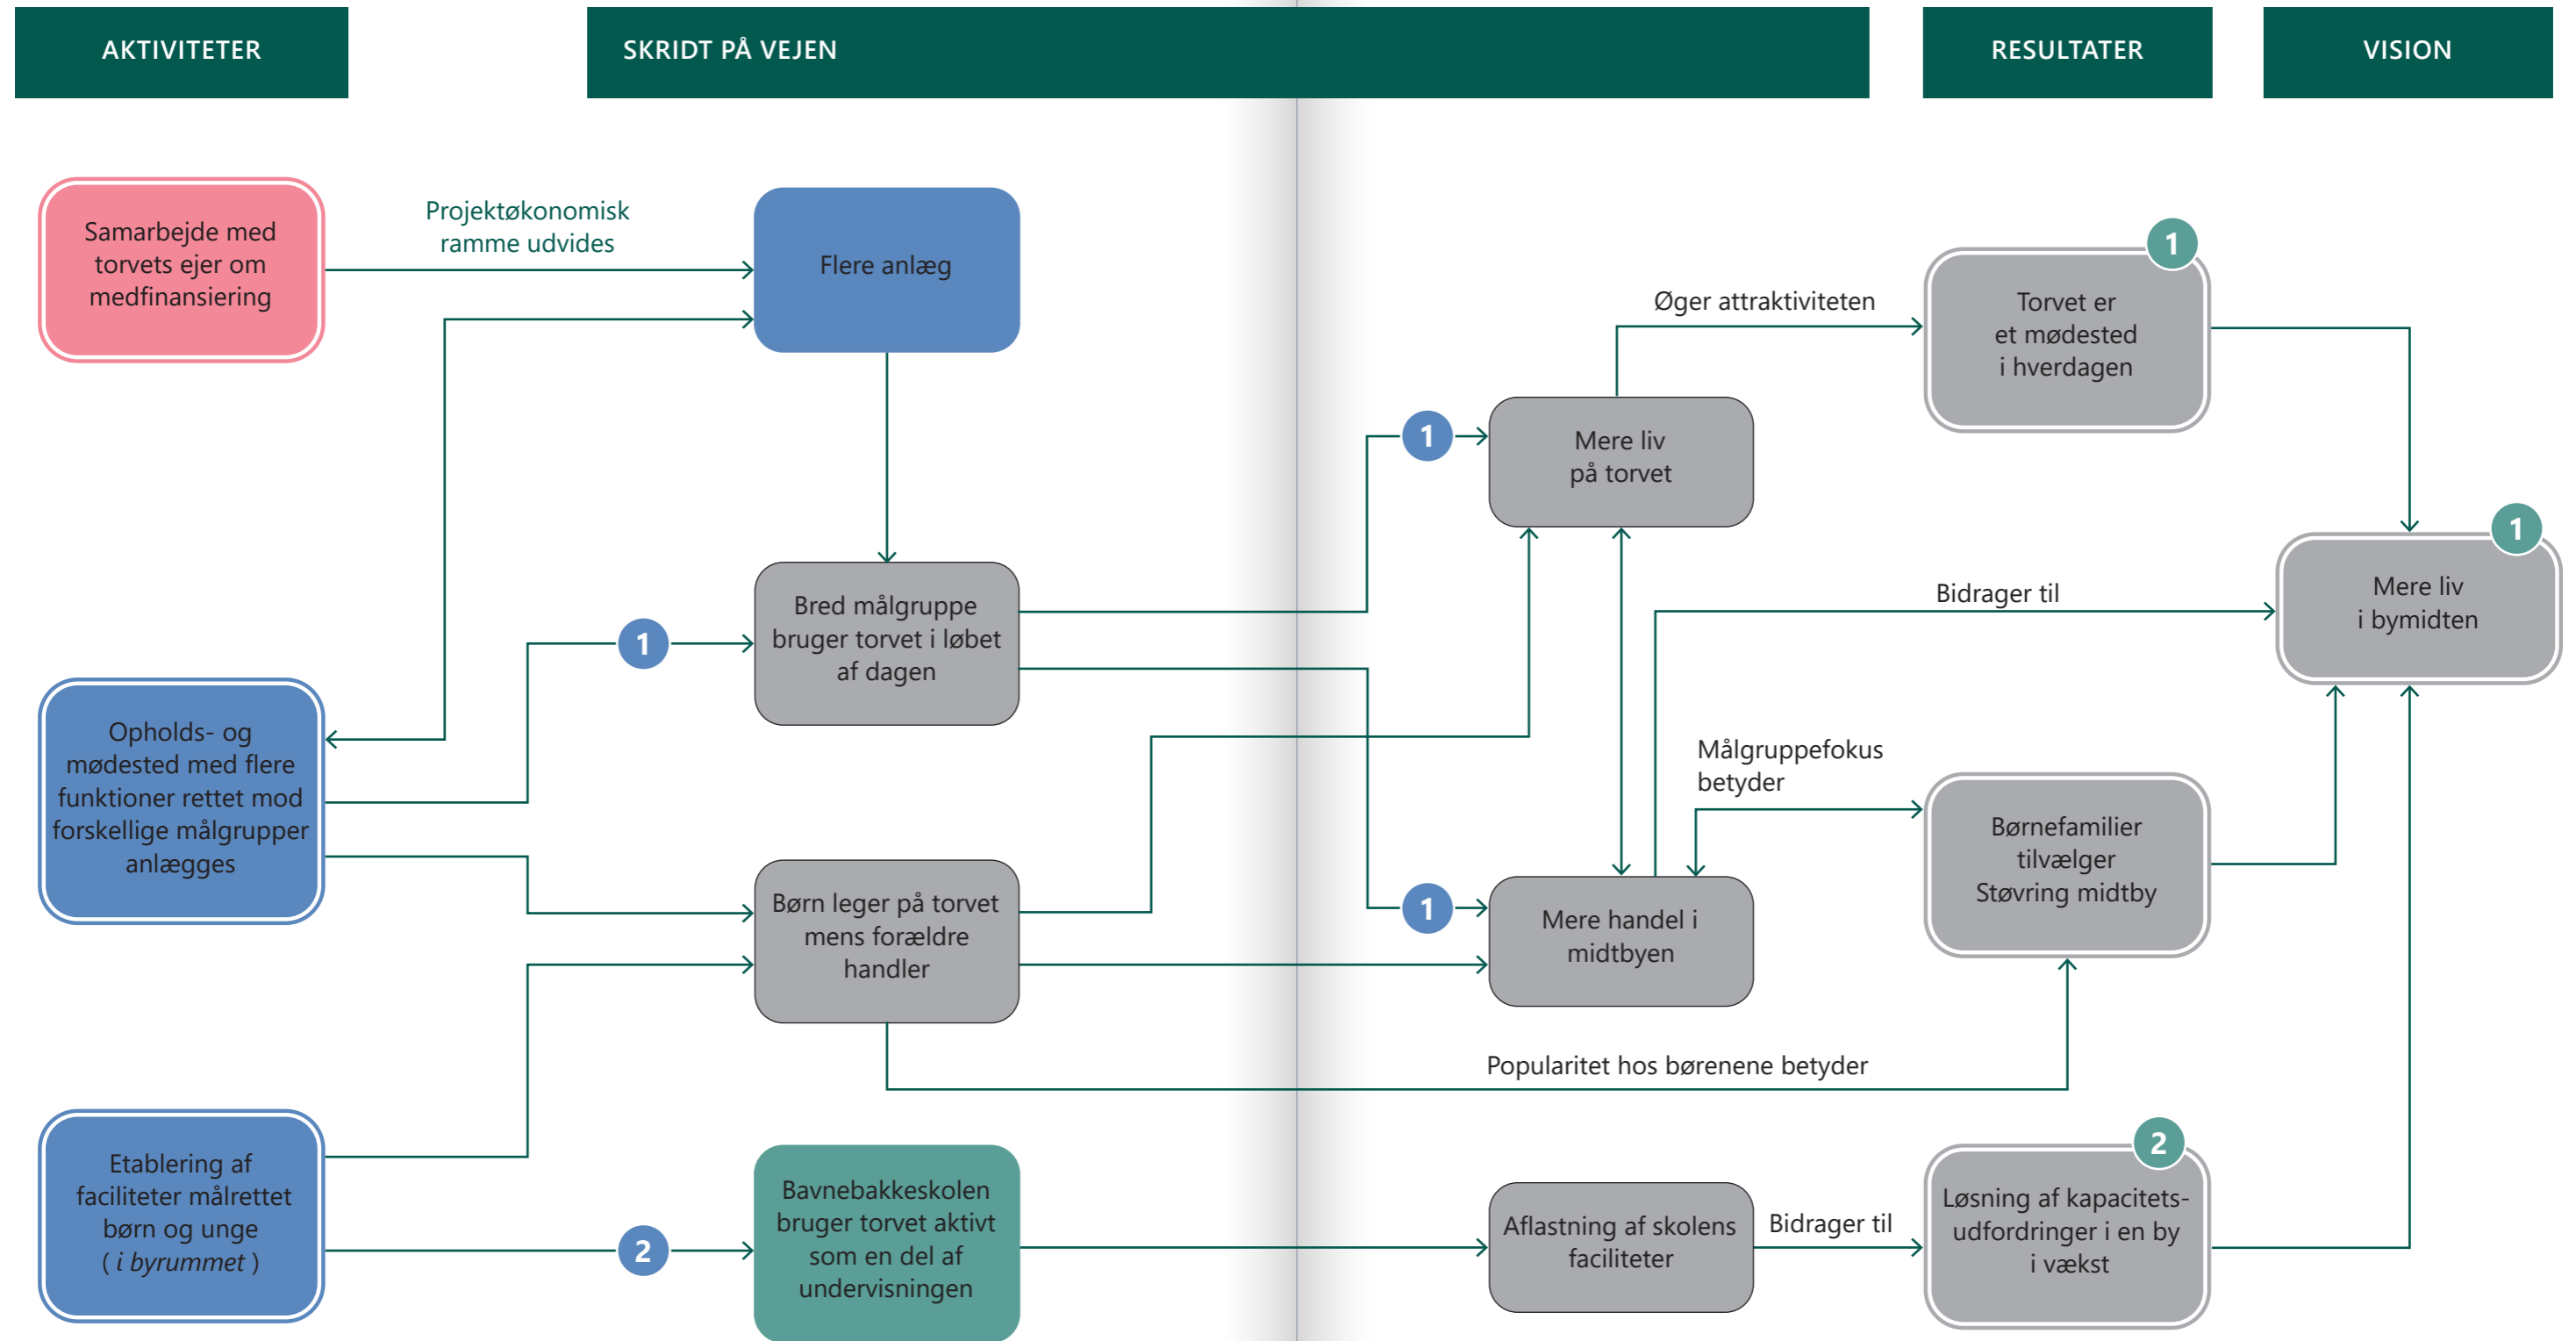 AKTIVITETER
SKRIDT PÅ VEJEN
RESULTATER
VISION
Samarbejde med
torvets ejer om
medfinansiering
Projektøkonomisk
ramme udvides
Flere anlæg
Opholds- og
mødested med flere
funktioner rettet mod
forskellige målgrupper
anlægges
1
Bred målgruppe
bruger torvet i løbet
af dagen
Børn leger på torvet
mens forældre
handler
Etablering af
faciliteter målrettet
børn og unge
( i byrummet )
2
Bavnebakkeskolen
bruger torvet aktivt
som en del af
undervisningen
1
Mere liv
på torvet
Øger attraktiviteten
1
Torvet er
et mødested
i hverdagen
1
Mere liv
i bymidten
Bidrager til
Målgruppefokus
betyder
1
Mere handel i
midtbyen
Børnefamilier
tilvælger
Støvring midtby
Popularitet hos børenene betyder
Aflastning af skolens
faciliteter
Bidrager til
2
Løsning af kapacitets-
udfordringer i en by
i vækst